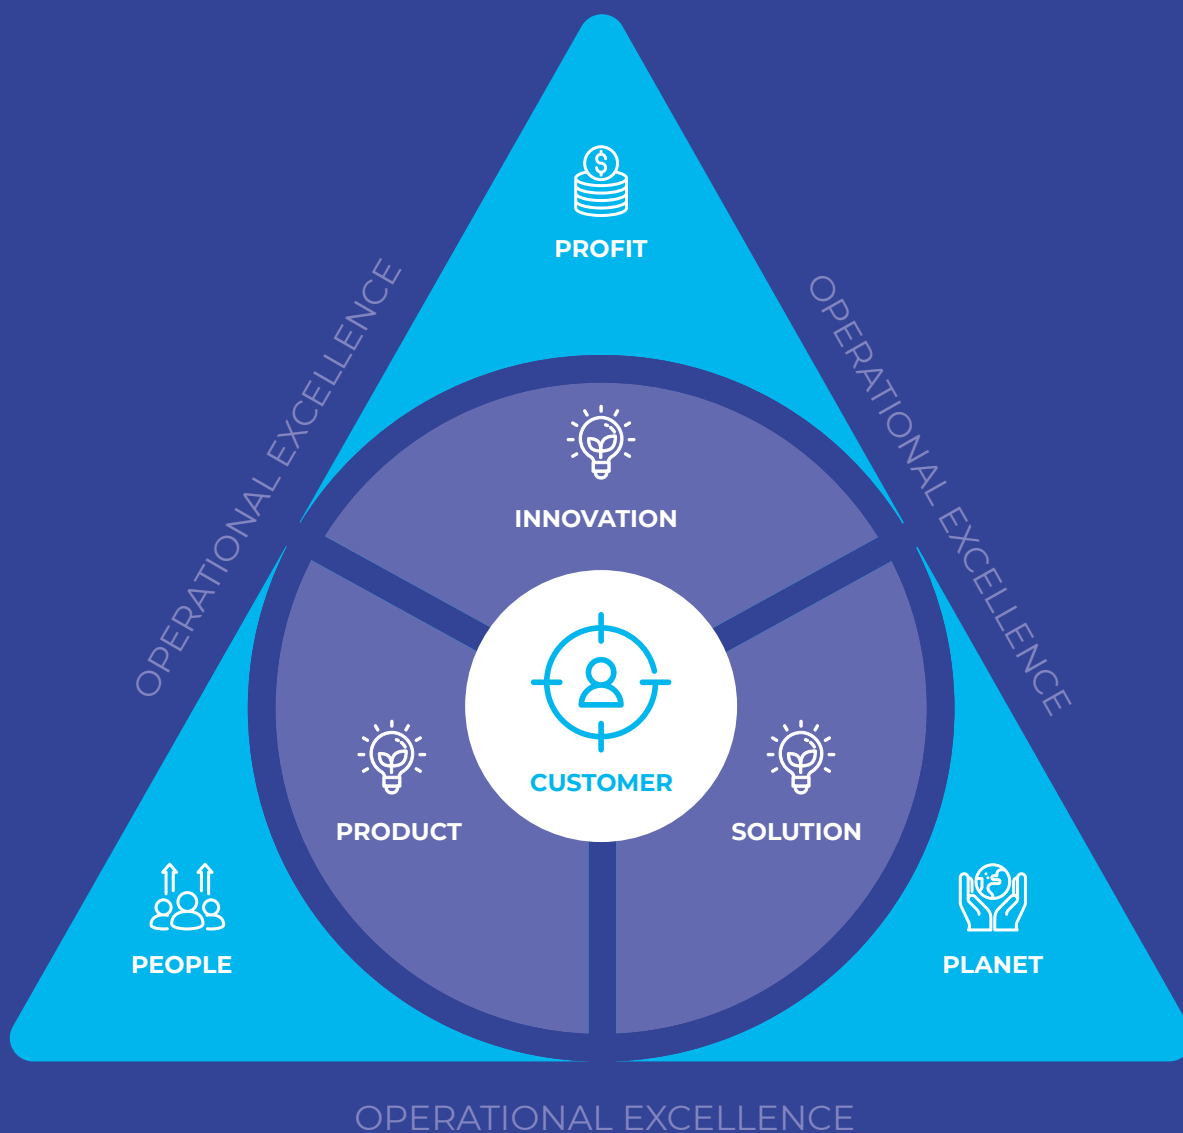 PROFIT
OPERATIONAL EXCELLENCE
OPERATIONAL EXCELLENCE
INNOVATION
CUSTOMER
PRODUCT
SOLUTION
PEOPLE
PLANET
OPERATIONAL EXCELLENCE